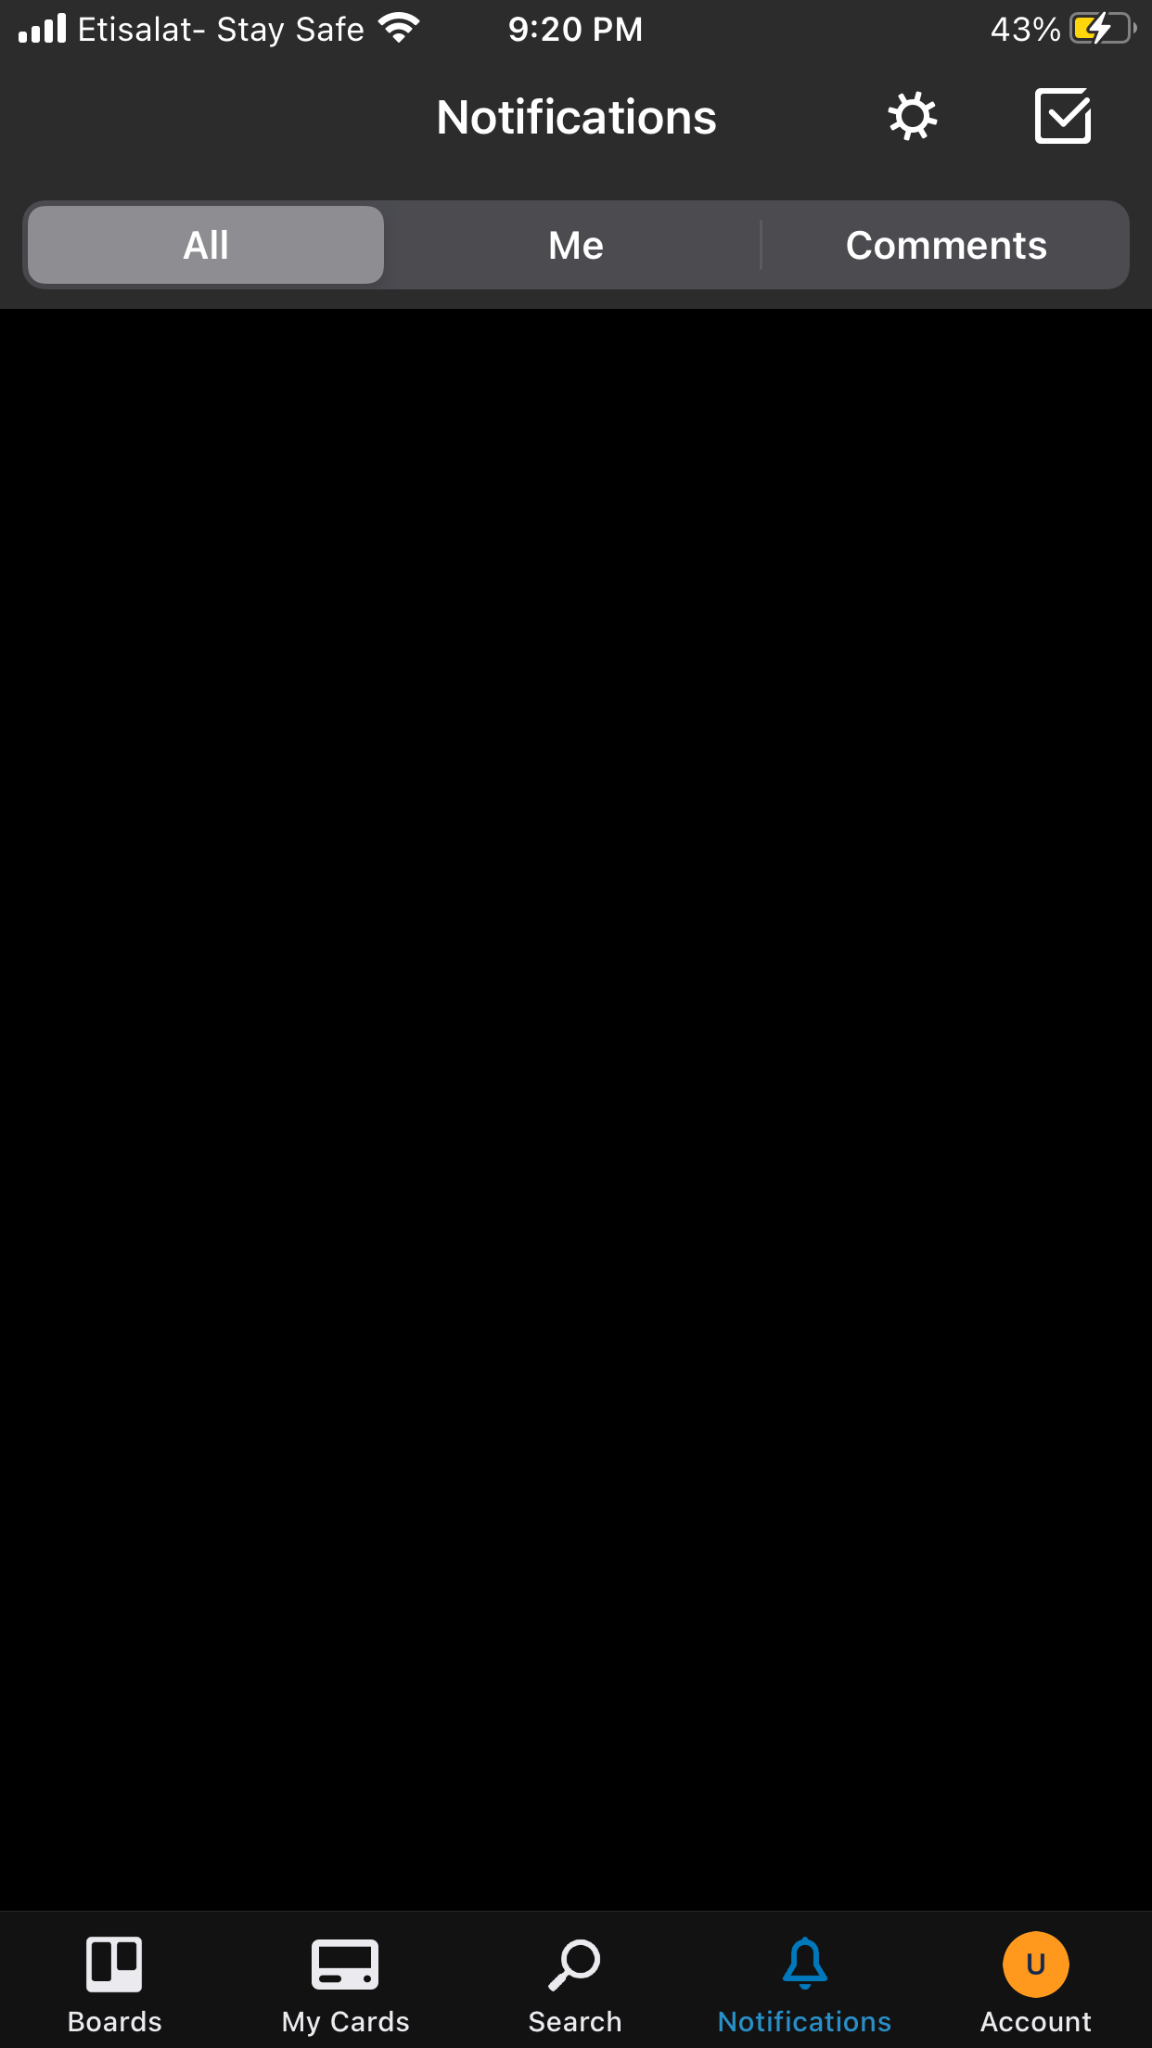 Etisalat- Stay Safe 9:20 PM 43%
Notifications
All Me Comments
Boards My Cards Search Notifications U Account